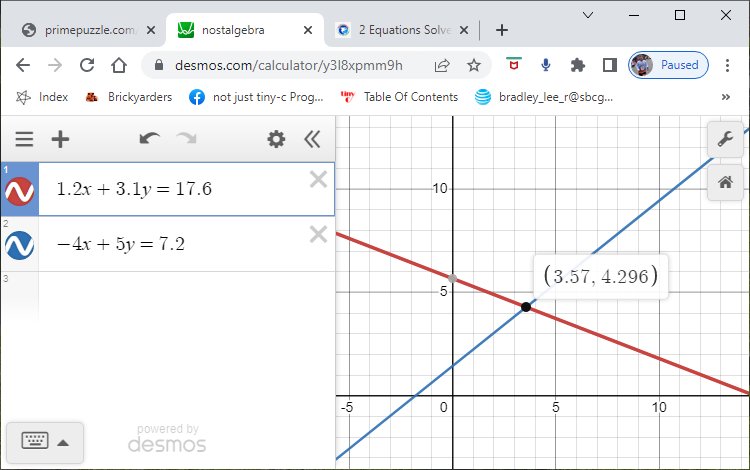 primepuzzle.com/
nostalgebra
2 Equations Solve
desmos.com/calculator/y3l8xpmm9h
Paused
Index
Brickyarders
not just tiny-c Prog...
Table Of Contents
bradley_lee_r@sbcg...
»
1
1.2x + 3.1y = 17.6
2
−4x + 5y = 7.2
3
powered by
desmos
10
5
-5
0
5
10
(3.57, 4.296)